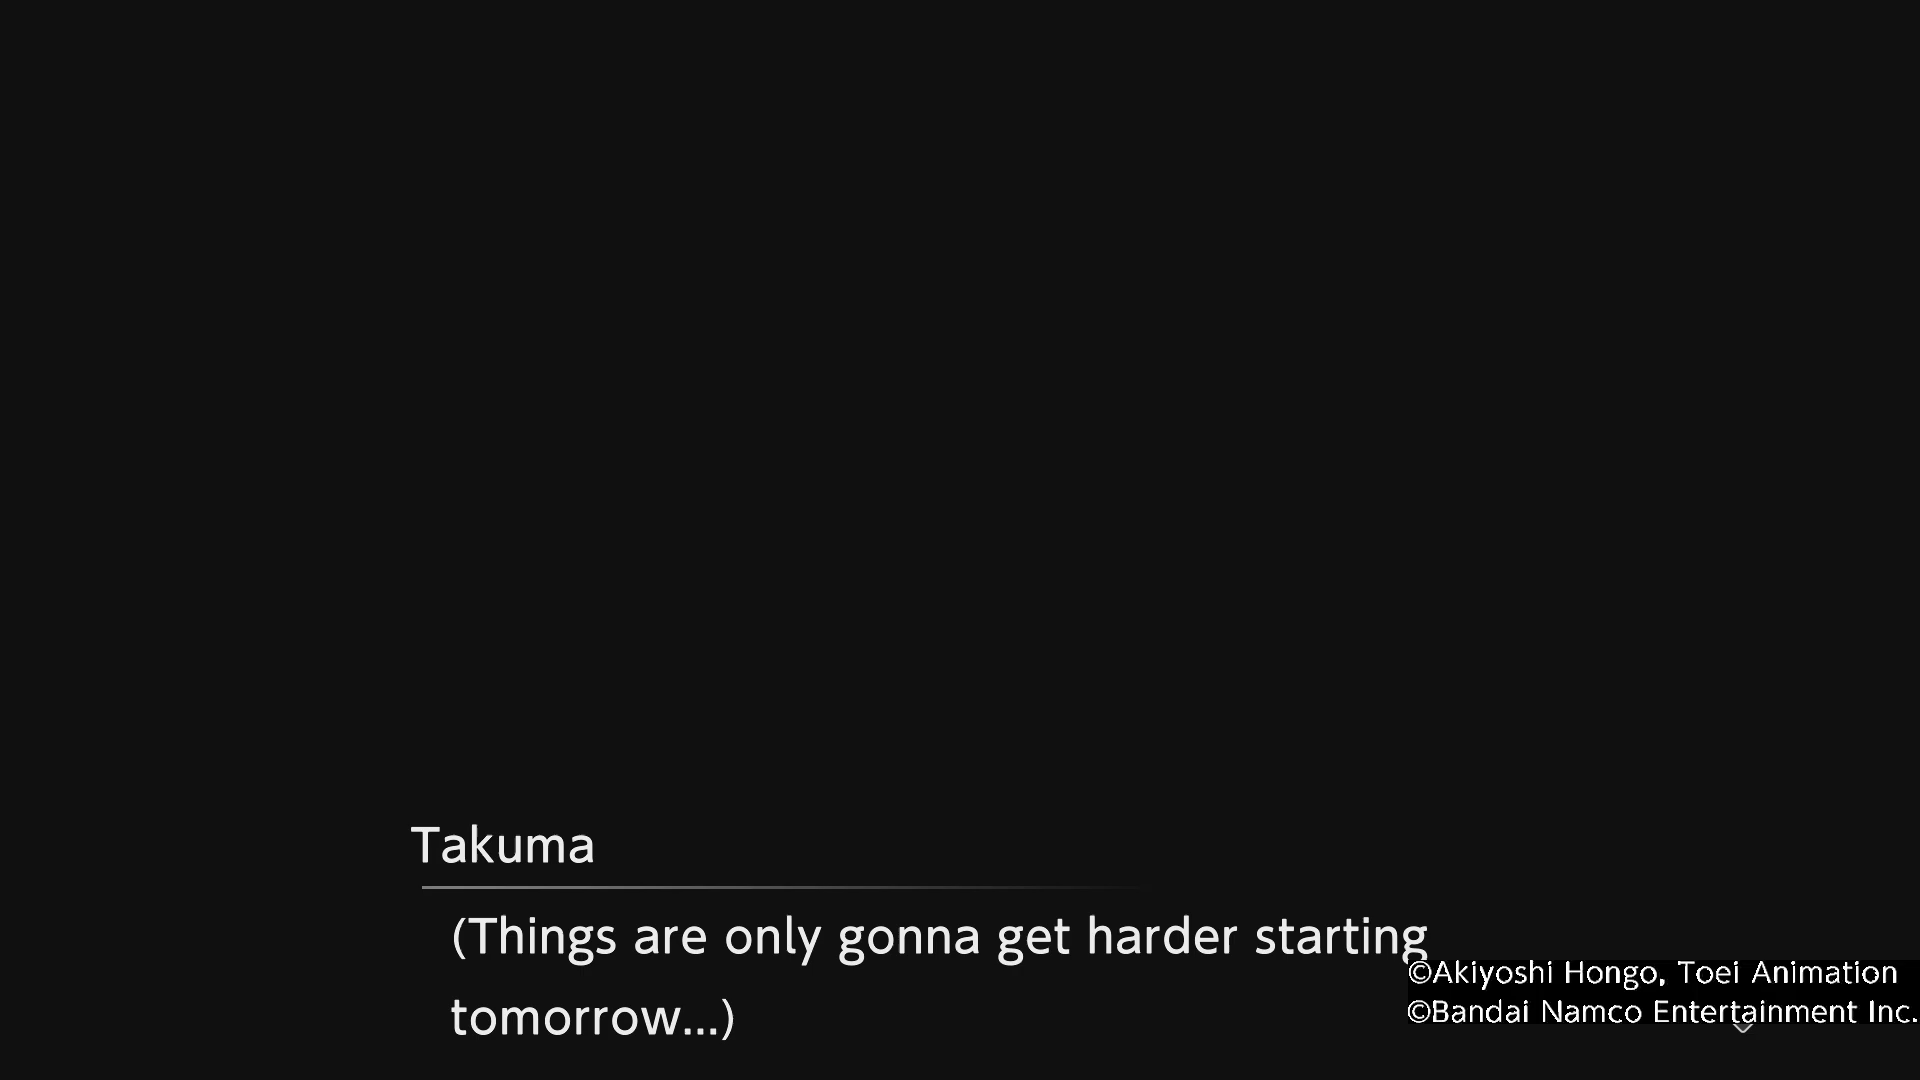 Takuma
(Things are only gonna get harder starting
tomorrow...)
©Akiyoshi Hongo, Toei Animation
©Bandai Namco Entertainment Inc.